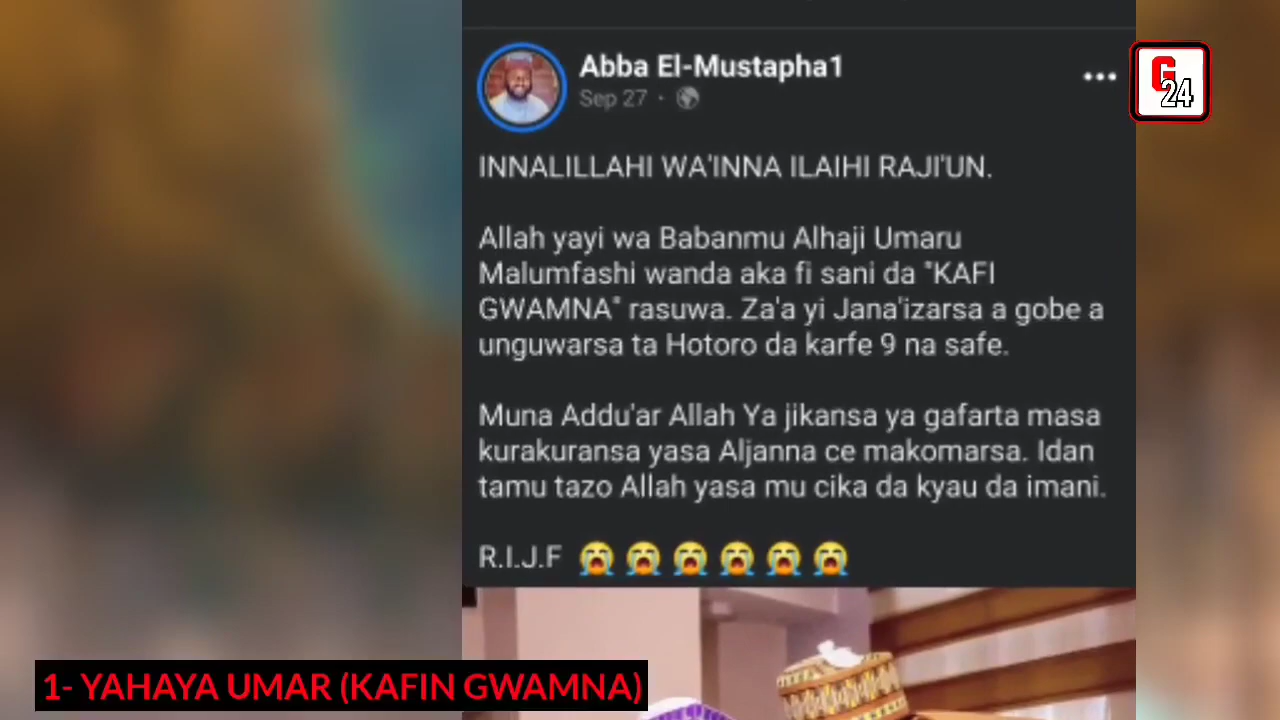 Abba El-Mustapha1
Sep 27 ·
G
24
INNALILLAHI WA'INNA ILAIHI RAJI'UN.
Allah yayi wa Babanmu Alhaji Umaru
Malumfashi wanda aka fi sani da "KAFI
GWAMNA" rasuwa. Za'a yi Jana'izarsa a gobe a
unguwarsa ta Hotoro da karfe 9 na safe.
Muna Addu'ar Allah Ya jikansa ya gafarta masa
kurakuransa yasa Aljanna ce makomarsa. Idan
tamu tazo Allah yasa mu cika da kyau da imani.
R.I.J.F 😭😭😭😭😭😭
1- YAHAYA UMAR (KAFIN GWAMNA)